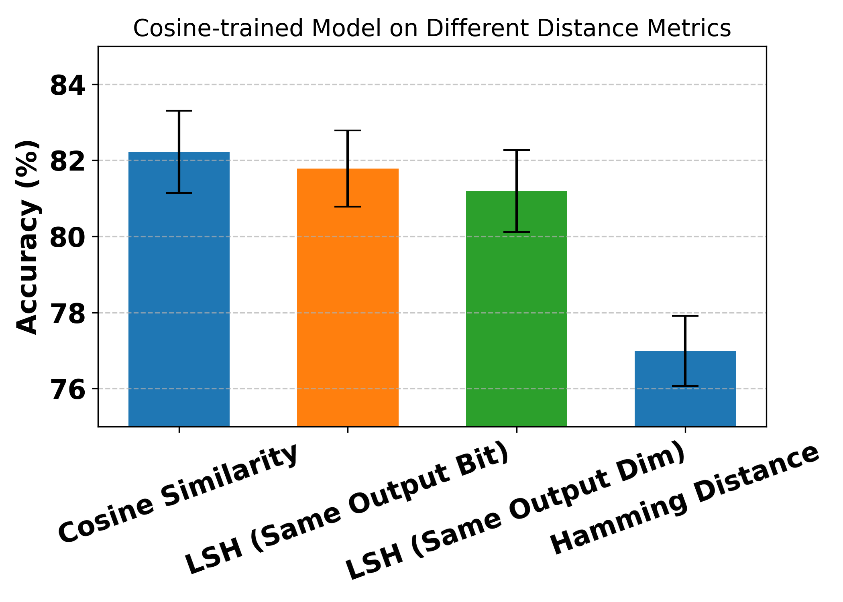 Cosine-trained Model on Different Distance Metrics
Accuracy (%)
84
82
80
78
76
Cosine Similarity
LSH (Same Output Bit)
LSH (Same Output Dim)
Hamming Distance